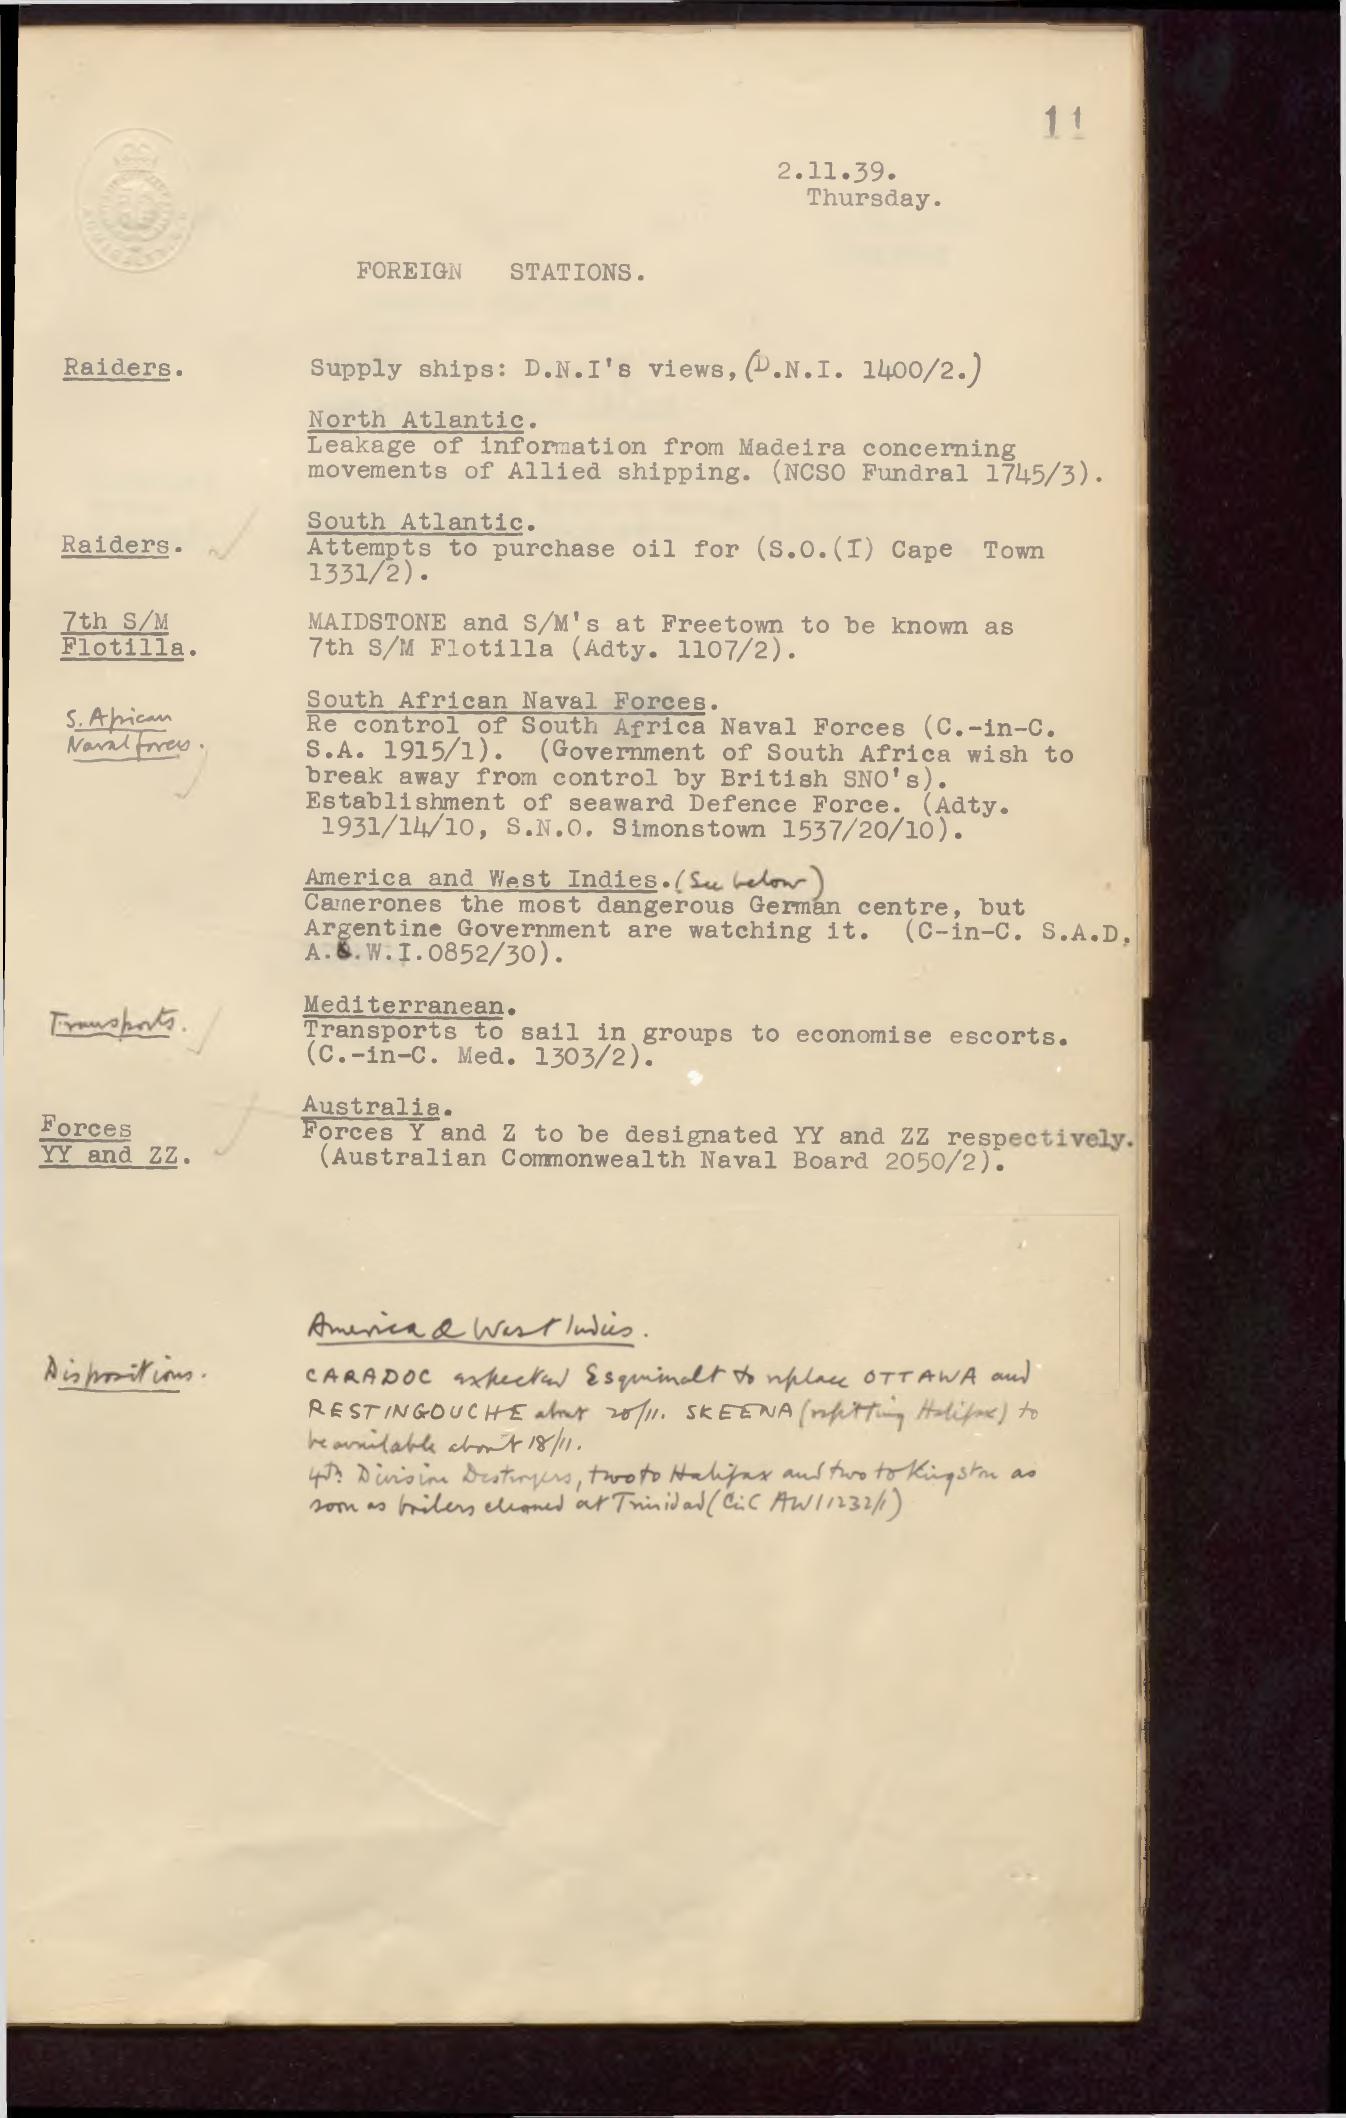 11
2.11.39.
Thursday.
FOREIGN STATIONS.
Raiders. Supply ships: D.N.I's views, (D.N.I. 1400/2.)
North Atlantic.
Leakage of information from Madeira concerning
movements of Allied shipping. (NCSO Fundral 1745/3).
South Atlantic.
Raiders. Attempts to purchase oil for (S.O.(I) Cape Town
1331/2).
7th S/M MAIDSTONE and S/M's at Freetown to be known as
Flotilla. 7th S/M Flotilla (Adty. 1107/2).
South African Naval Forces.
S. African Re control of South Africa Naval Forces (C.-in-C.
Naval forces. S.A. 1915/1). (Government of South Africa wish to
break away from control by British SNO's).
Establishment of seaward Defence Force. (Adty.
1931/14/10, S.N.O. Simonstown 1537/20/10).
America and West Indies. (See below)
Camerones the most dangerous German centre, but
Argentine Government are watching it. (C-in-C. S.A.D,
A.&.W.I.0852/30).
Mediterranean.
Transports. Transports to sail in groups to economise escorts.
(C.-in-C. Med. 1303/2).
Australia.
Forces Forces Y and Z to be designated YY and ZZ respectively.
YY and ZZ. (Australian Commonwealth Naval Board 2050/2).
America & West Indies.
Dispositions. CARADOC expected Esquimalt to replace OTTAWA and
RESTINGOUCHE about 20/11. SKEENA (refitting Halifax) to
be available about 18/11.
4th Division Destroyers, two to Halifax and two to Kingston as
soon as boilers cleaned at Trinidad (CinC AWI 1232/1)